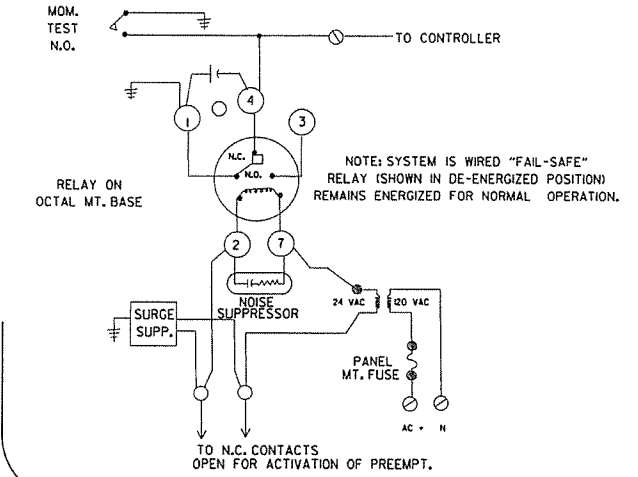 MOM.
TEST
N.O.
TO CONTROLLER
1
4
3
N.C.
N.O.
RELAY ON
OCTAL MT. BASE
NOTE: SYSTEM IS WIRED "FAIL-SAFE"
RELAY (SHOWN IN DE-ENERGIZED POSITION)
REMAINS ENERGIZED FOR NORMAL OPERATION.
2
7
NOISE
SUPPRESSOR
24 VAC
120 VAC
SURGE
SUPP.
PANEL
MT. FUSE
AC +
N
TO N.C. CONTACTS
OPEN FOR ACTIVATION OF PREEMPT.